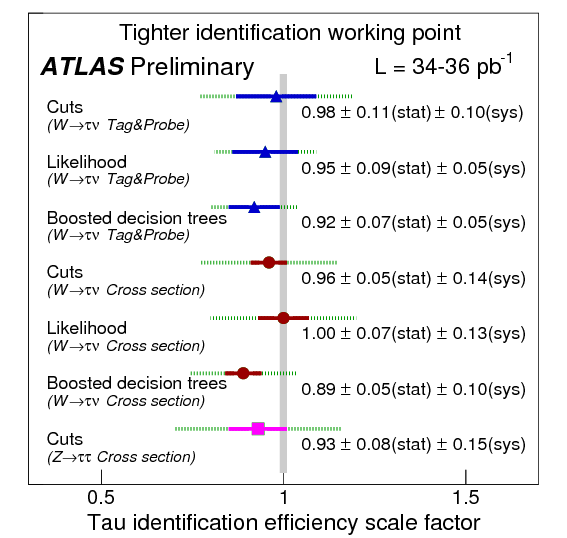 Tighter identification working point
ATLAS Preliminary L = 34-36 pb⁻¹
Cuts
0.98 ± 0.11(stat) ± 0.10(sys)
(W→τν Tag&Probe)
Likelihood
0.95 ± 0.09(stat) ± 0.05(sys)
(W→τν Tag&Probe)
Boosted decision trees
0.92 ± 0.07(stat) ± 0.05(sys)
(W→τν Tag&Probe)
Cuts
0.96 ± 0.05(stat) ± 0.14(sys)
(W→τν Cross section)
Likelihood
1.00 ± 0.07(stat) ± 0.13(sys)
(W→τν Cross section)
Boosted decision trees
0.89 ± 0.05(stat) ± 0.10(sys)
(W→τν Cross section)
Cuts
0.93 ± 0.08(stat) ± 0.15(sys)
(Z→ττ Cross section)
0.5 1 1.5
Tau identification efficiency scale factor